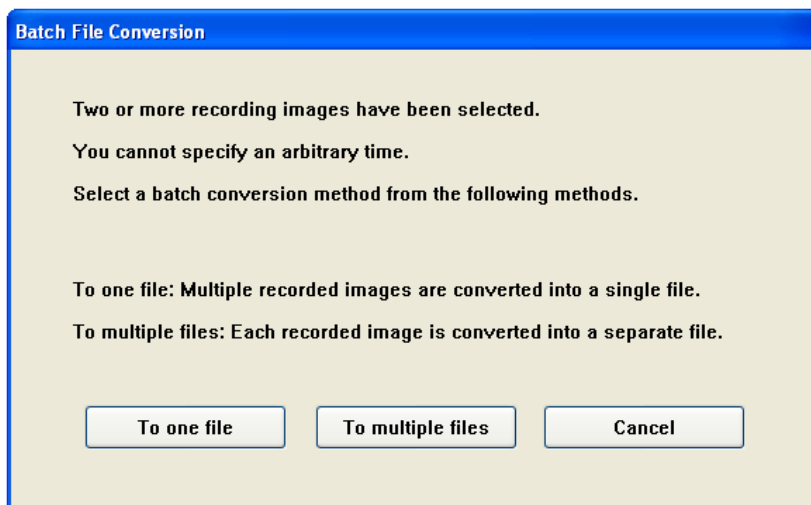 Batch File Conversion
Two or more recording images have been selected.
You cannot specify an arbitrary time.
Select a batch conversion method from the following methods.
To one file: Multiple recorded images are converted into a single file.
To multiple files: Each recorded image is converted into a separate file.
To one file
To multiple files
Cancel